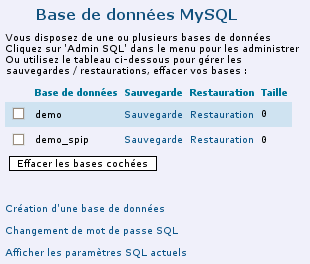 Base de données MySQL
Vous disposez de une ou plusieurs bases de données
Cliquez sur 'Admin SQL' dans le menu pour les administrer
Ou utilisez le tableau ci-dessous pour gérer les
sauvegardes / restaurations, effacer vos bases :
Base de données Sauvegarde Restauration Taille
demo Sauvegarde Restauration 0
demo_spip Sauvegarde Restauration 0
Effacer les bases cochées
Création d'une base de données
Changement de mot de passe SQL
Afficher les paramètres SQL actuels